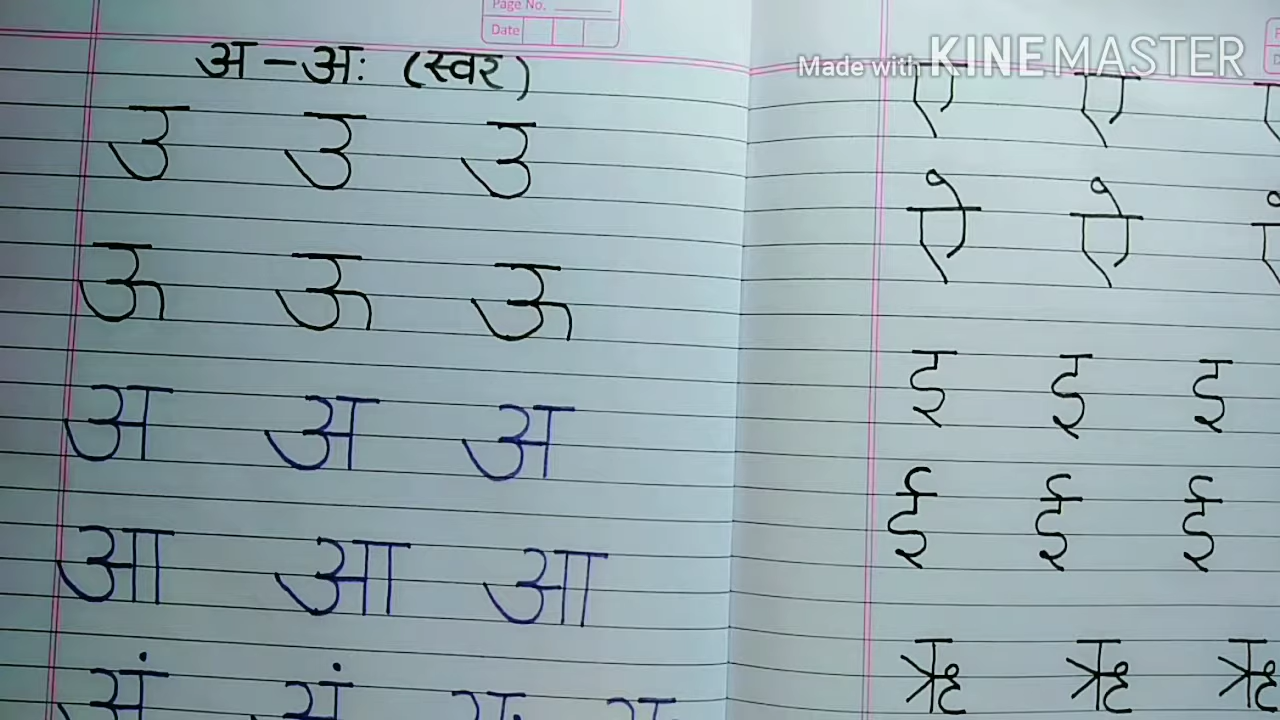 Page No.
Date
अ - अः (स्वर)
उ उ उ
ऊ ऊ ऊ
अ अ अ
आ आ आ
अं अं
Made with KINEMASTER
ए ए ए
ऐ ऐ ऐ
इ इ इ
ई ई ई
ऋ ऋ ऋ